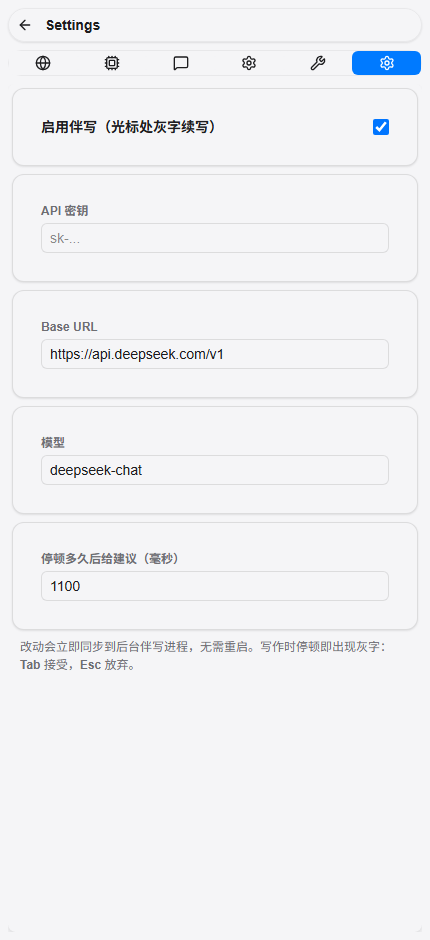 Settings
启用伴写（光标处灰字续写）
API 密钥
sk-...
Base URL
https://api.deepseek.com/v1
模型
deepseek-chat
停顿多久后给建议（毫秒）
1100
改动会立即同步到后台伴写进程，无需重启。写作时停顿即出现灰字：
Tab 接受，Esc 放弃。